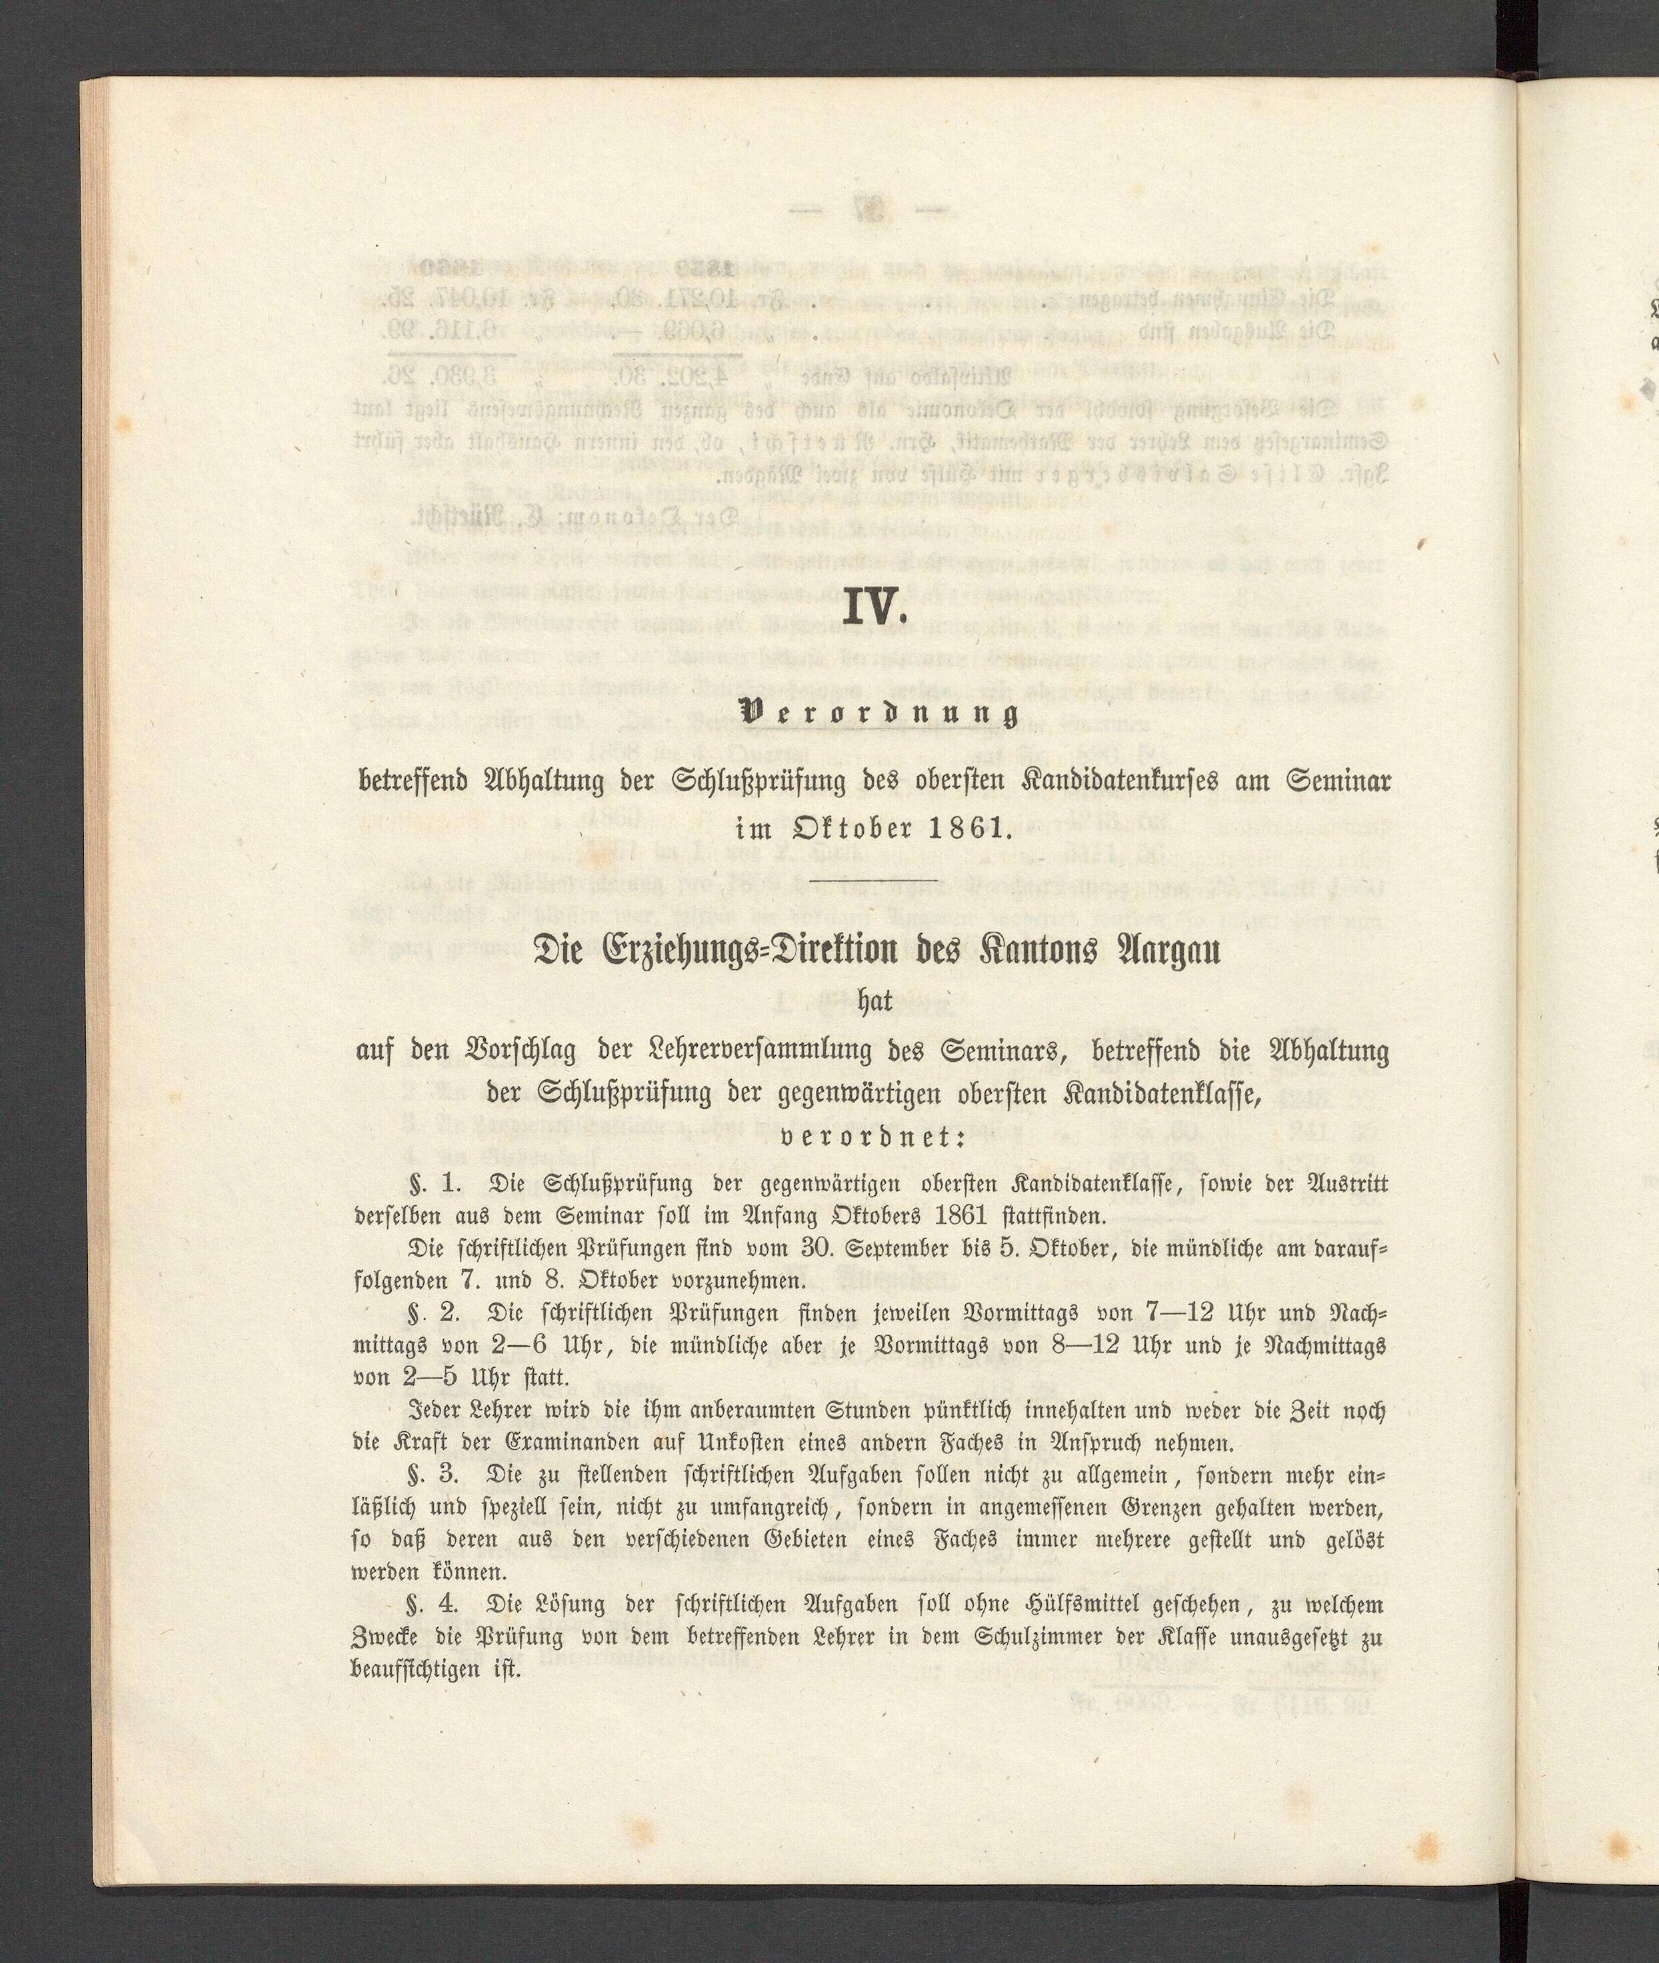 IV.
Verordnung
betreffend Abhaltung der Schlußprüfung des obersten Kandidatenkurses am Seminar
im Oktober 1861.
Die Erziehungs-Direktion des Kantons Aargau
hat
auf den Vorschlag der Lehrerversammlung des Seminars, betreffend die Abhaltung
der Schlußprüfung der gegenwärtigen obersten Kandidatenklasse,
verordnet:
§. 1. Die Schlußprüfung der gegenwärtigen obersten Kandidatenklasse, sowie der Austritt
derselben aus dem Seminar soll im Anfang Oktobers 1861 stattfinden.
Die schriftlichen Prüfungen sind vom 30. September bis 5. Oktober, die mündliche am darauf-
folgenden 7. und 8. Oktober vorzunehmen.
§. 2. Die schriftlichen Prüfungen finden jeweilen Vormittags von 7—12 Uhr und Nach-
mittags von 2—6 Uhr, die mündliche aber je Vormittags von 8—12 Uhr und je Nachmittags
von 2—5 Uhr statt.
Jeder Lehrer wird die ihm anberaumten Stunden pünktlich innehalten und weder die Zeit noch
die Kraft der Examinanden auf Unkosten eines andern Faches in Anspruch nehmen.
§. 3. Die zu stellenden schriftlichen Aufgaben sollen nicht zu allgemein, sondern mehr ein-
läßlich und speziell sein, nicht zu umfangreich, sondern in angemessenen Grenzen gehalten werden,
so daß deren aus den verschiedenen Gebieten eines Faches immer mehrere gestellt und gelöst
werden können.
§. 4. Die Lösung der schriftlichen Aufgaben soll ohne Hülfsmittel geschehen, zu welchem
Zwecke die Prüfung von dem betreffenden Lehrer in dem Schulzimmer der Klasse unausgesetzt zu
beaufsichtigen ist.